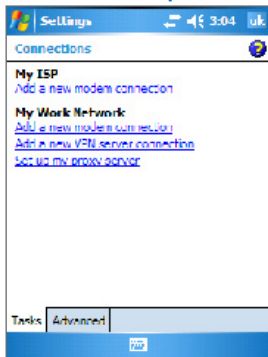 Settings 3:04 uk
Connections
My ISP
Add a new modem connection
My Work Network
Add a new modem connection
Add a new VPN server connection
Set up my proxy server
Tasks Advanced